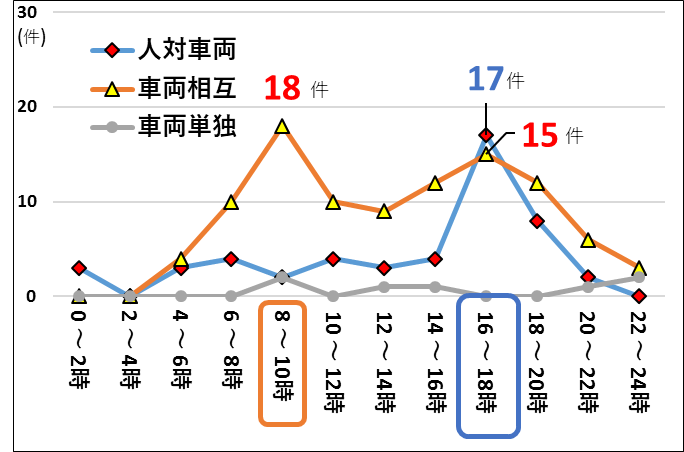 30
(件)
人対車両
車両相互
車両単独
18 件
17件
15 件
20
10
0
0～2時
2～4時
4～6時
6～8時
8～10時
10～12時
12～14時
14～16時
16～18時
18～20時
20～22時
22～24時